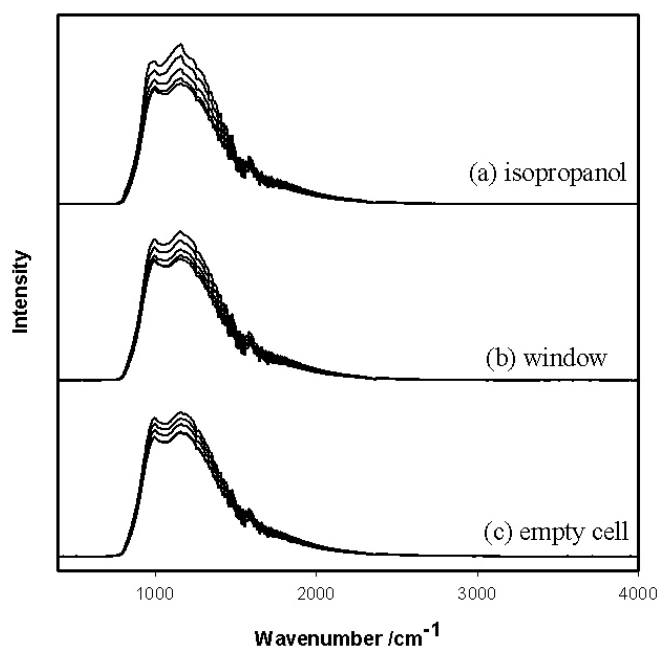 (a) isopropanol
Intensity
(b) window
(c) empty cell
1000 2000 3000 4000
Wavenumber /cm-1